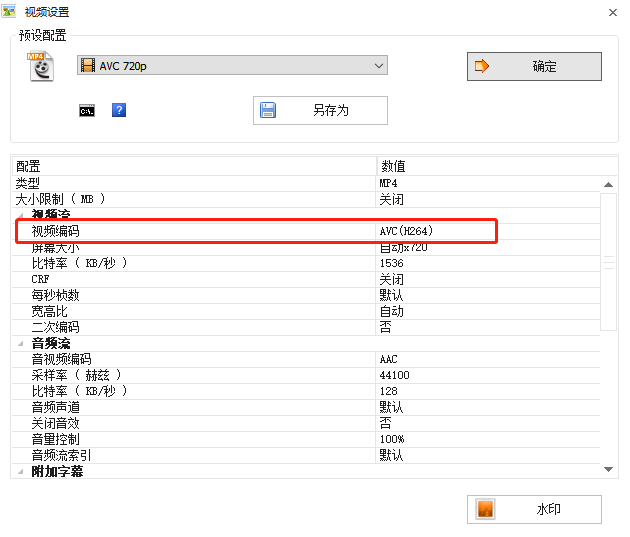 视频设置
预设配置
MP4
AVC 720p
确定
C:\.
?
另存为
配置 数值
类型 MP4
大小限制 ( MB ) 关闭
视频流
视频编码 AVC(H264)
屏幕大小 自动x720
比特率 ( KB/秒 ) 1536
CRF 关闭
每秒桢数 默认
宽高比 自动
二次编码 否
音频流
音视频编码 AAC
采样率 ( 赫兹 ) 44100
比特率 ( KB/秒 ) 128
音频声道 默认
关闭音效 否
音量控制 100%
音频流索引 默认
附加字幕
水印